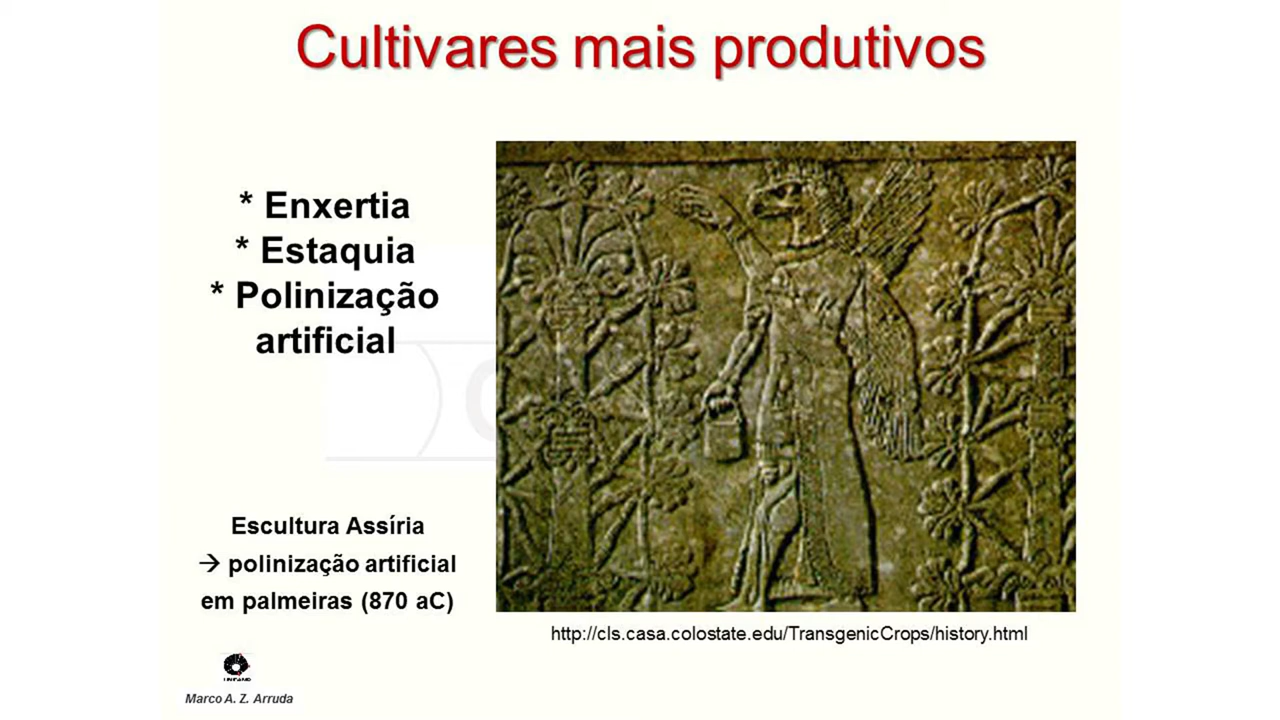 Cultivares mais produtivos
* Enxertia
* Estaquia
* Polinização
artificial
Escultura Assíria
→ polinização artificial
em palmeiras (870 aC)
http://cls.casa.colostate.edu/TransgenicCrops/history.html
UNICAMP
Marco A. Z. Arruda